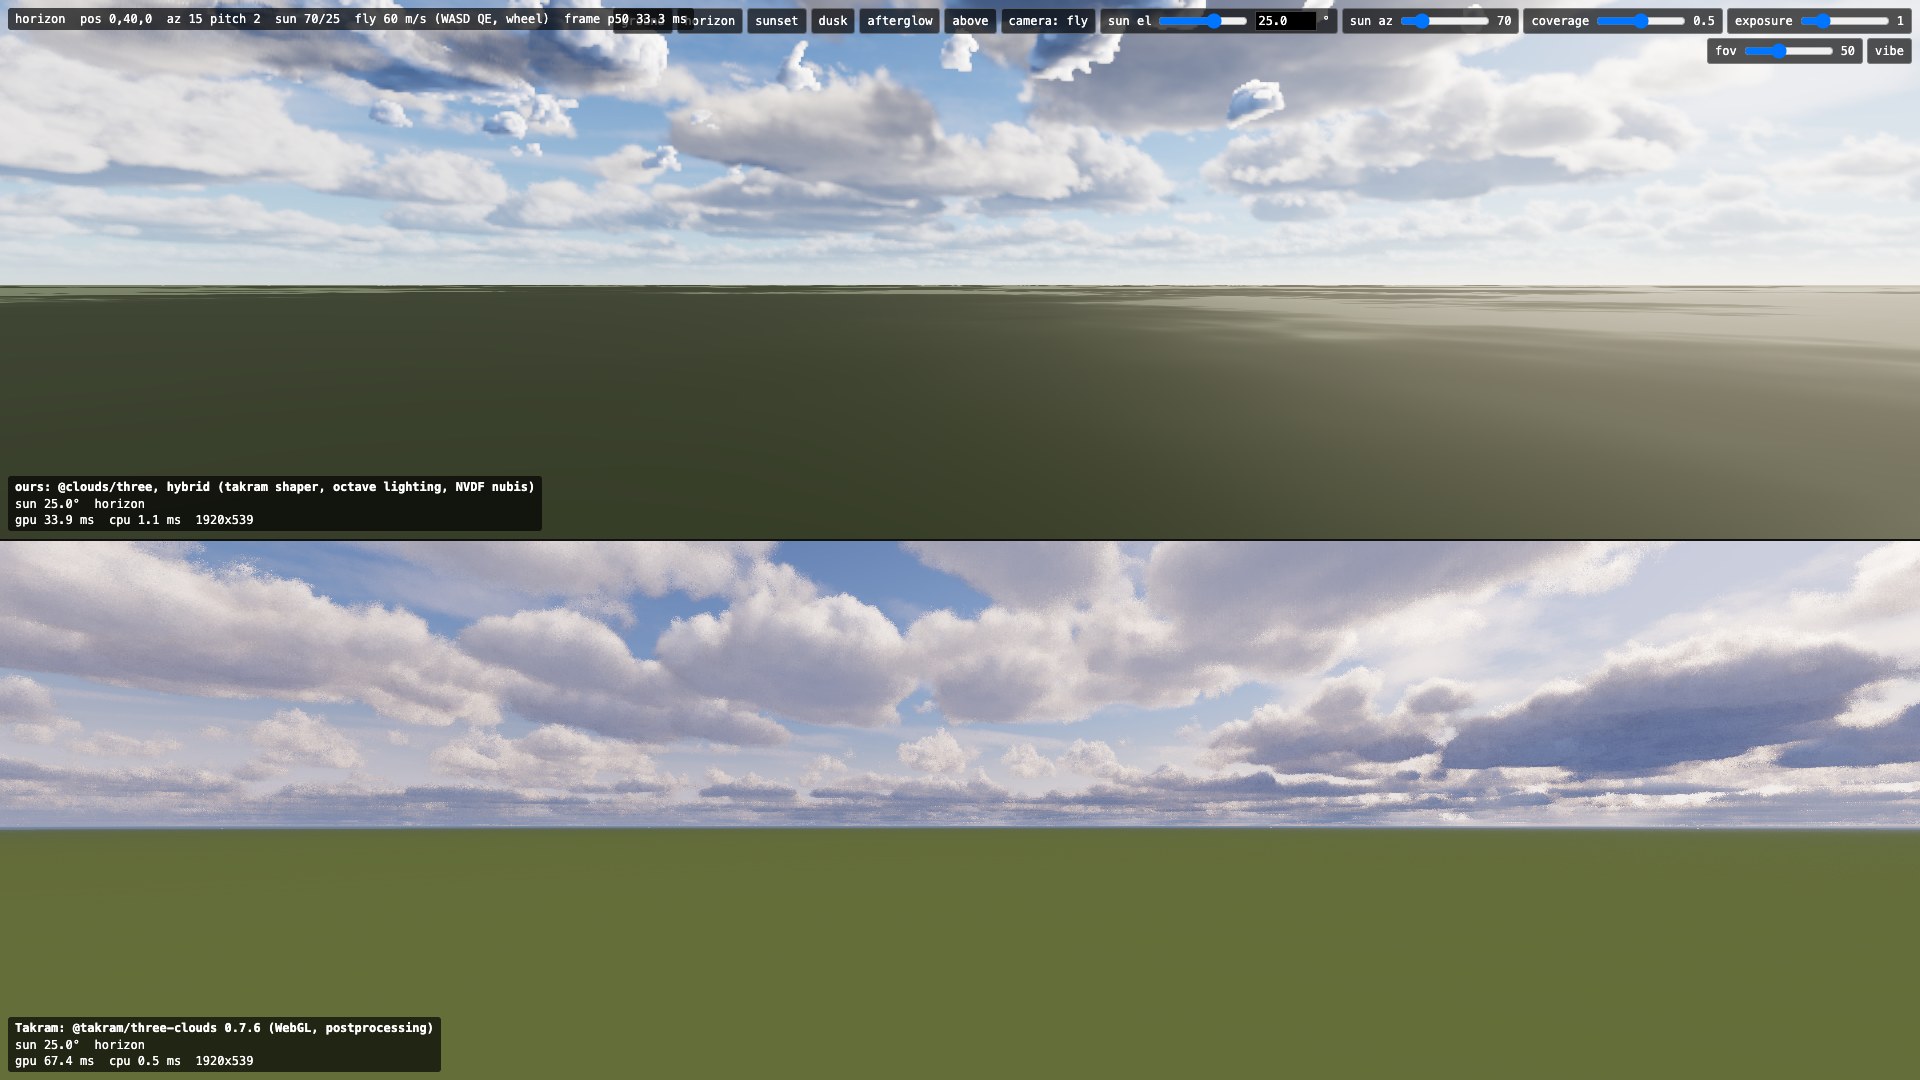 horizon pos 0,40,0 az 15 pitch 2 sun 70/25 fly 60 m/s (WASD QE, wheel) frame p50 33.3 ms
horizon sunset dusk afterglow above camera: fly sun el 25.0 ° sun az 70 coverage 0.5 exposure 1
fov 50 vibe
ours: @clouds/three, hybrid (takram shaper, octave lighting, NVDF nubis)
sun 25.0° horizon
gpu 33.9 ms cpu 1.1 ms 1920x539
Takram: @takram/three-clouds 0.7.6 (WebGL, postprocessing)
sun 25.0° horizon
gpu 67.4 ms cpu 0.5 ms 1920x539